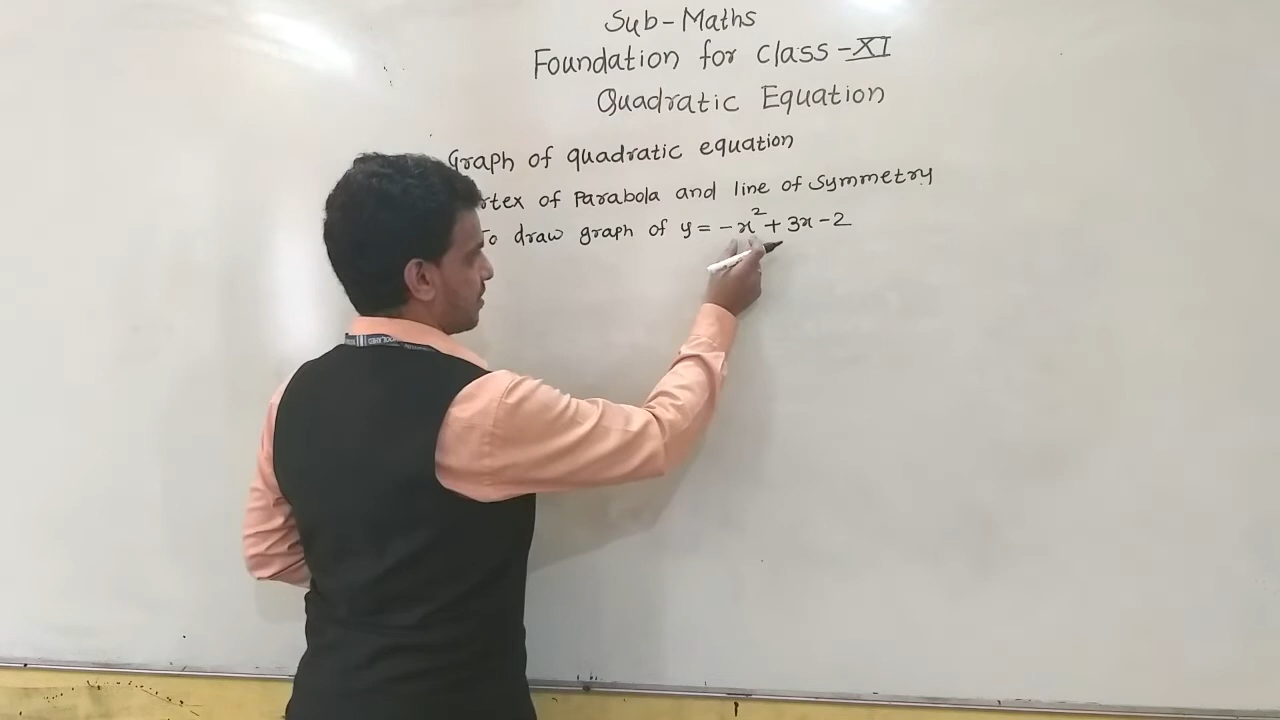 Sub-Maths
Foundation for class-XI
Quadratic Equation
Graph of quadratic equation
rtex of Parabola and line of Symmetry
To draw graph of y = -x² + 3x - 2